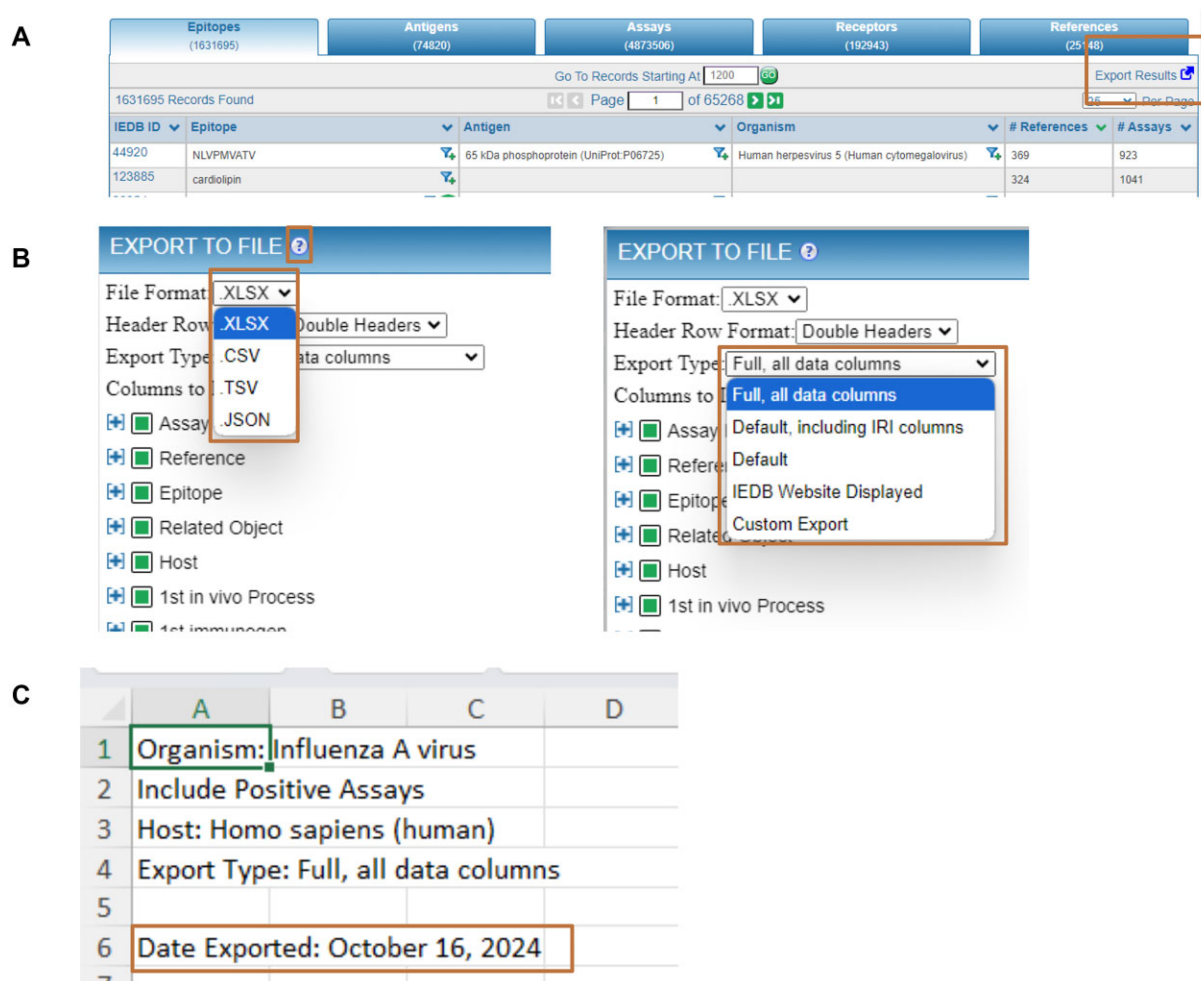 A
Epitopes Antigens Assays Receptors References
(1631695) (74820) (4873506) (192943) (25148)
Go To Records Starting At 1200 GO Export Results
1631695 Records Found Page 1 of 65268 25 Per Page
IEDB ID Epitope Antigen Organism # References # Assays
44920 NLVPMVATV 65 kDa phosphoprotein (UniProt:P06725) Human herpesvirus 5 (Human cytomegalovirus) 369 923
123885 cardiolipin 324 1041
B
EXPORT TO FILE ?
File Format: .XLSX
Header Row Double Headers
Export Type ata columns
Columns to
.XLSX
.CSV
.TSV
.JSON
[+] Assay
[+] Reference
[+] Epitope
[+] Related Object
[+] Host
[+] 1st in vivo Process
[+] 1st immunogen
EXPORT TO FILE ?
File Format: .XLSX
Header Row Format: Double Headers
Export Type: Full, all data columns
Columns to
Full, all data columns
Default, including IRI columns
Default
IEDB Website Displayed
Custom Export
[+] Assay
[+] Refere
[+] Epitope
[+] Related Object
[+] Host
[+] 1st in vivo Process
C
A B C D
1 Organism: Influenza A virus
2 Include Positive Assays
3 Host: Homo sapiens (human)
4 Export Type: Full, all data columns
5
6 Date Exported: October 16, 2024